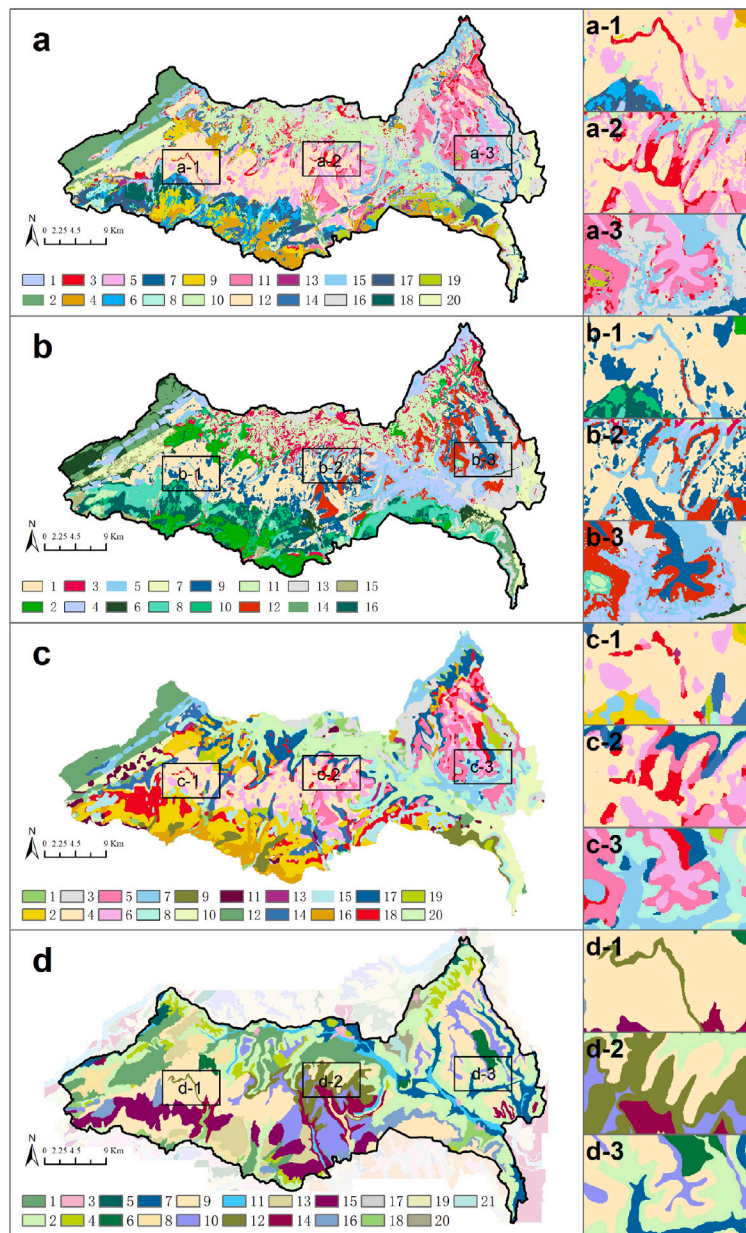 a
a-1
a-2
a-3
N
0 2.25 4.5 9 Km
1 3 5 7 9 11 13 15 17 19
2 4 6 8 10 12 14 16 18 20
a-1
a-2
a-3
b
b-1
b-2
b-3
N
0 2.25 4.5 9 Km
1 3 5 7 9 11 13 15
2 4 6 8 10 12 14 16
b-1
b-2
b-3
c
c-1
c-2
c-3
N
0 2.25 4.5 9 Km
1 3 5 7 9 11 13 15 17 19
2 4 6 8 10 12 14 16 18 20
c-1
c-2
c-3
d
d-1
d-2
d-3
N
0 2.25 4.5 9 Km
1 3 5 7 9 11 13 15 17 19 21
2 4 6 8 10 12 14 16 18 20
d-1
d-2
d-3